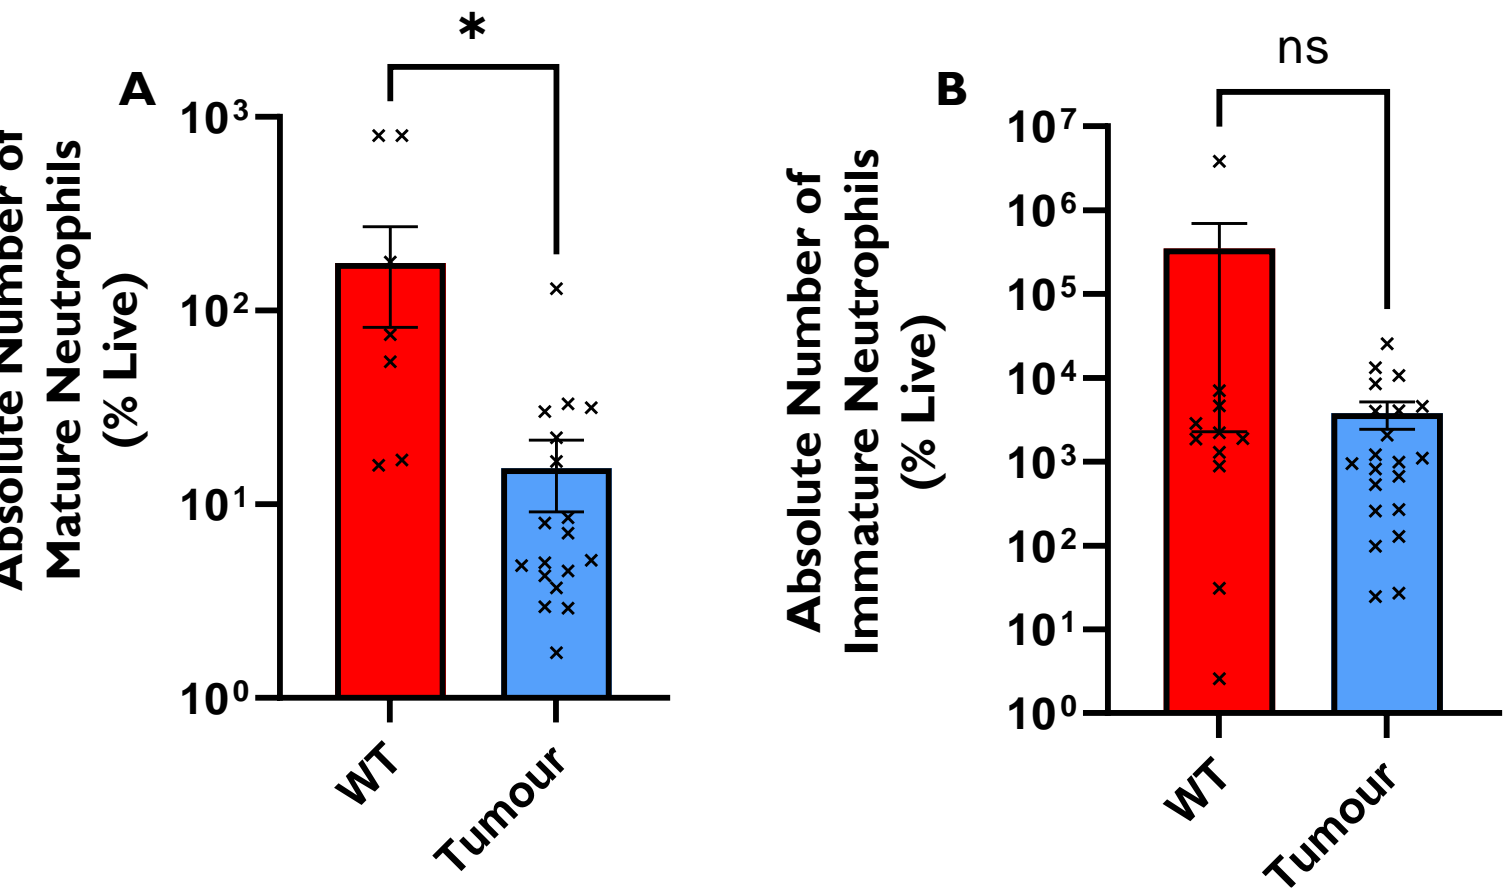 *
A
Absolute Number of
Mature Neutrophils
(% Live)
10³
10²
10¹
10⁰
WT
Tumour
ns
B
Absolute Number of
Immature Neutrophils
(% Live)
10⁷
10⁶
10⁵
10⁴
10³
10²
10¹
10⁰
WT
Tumour